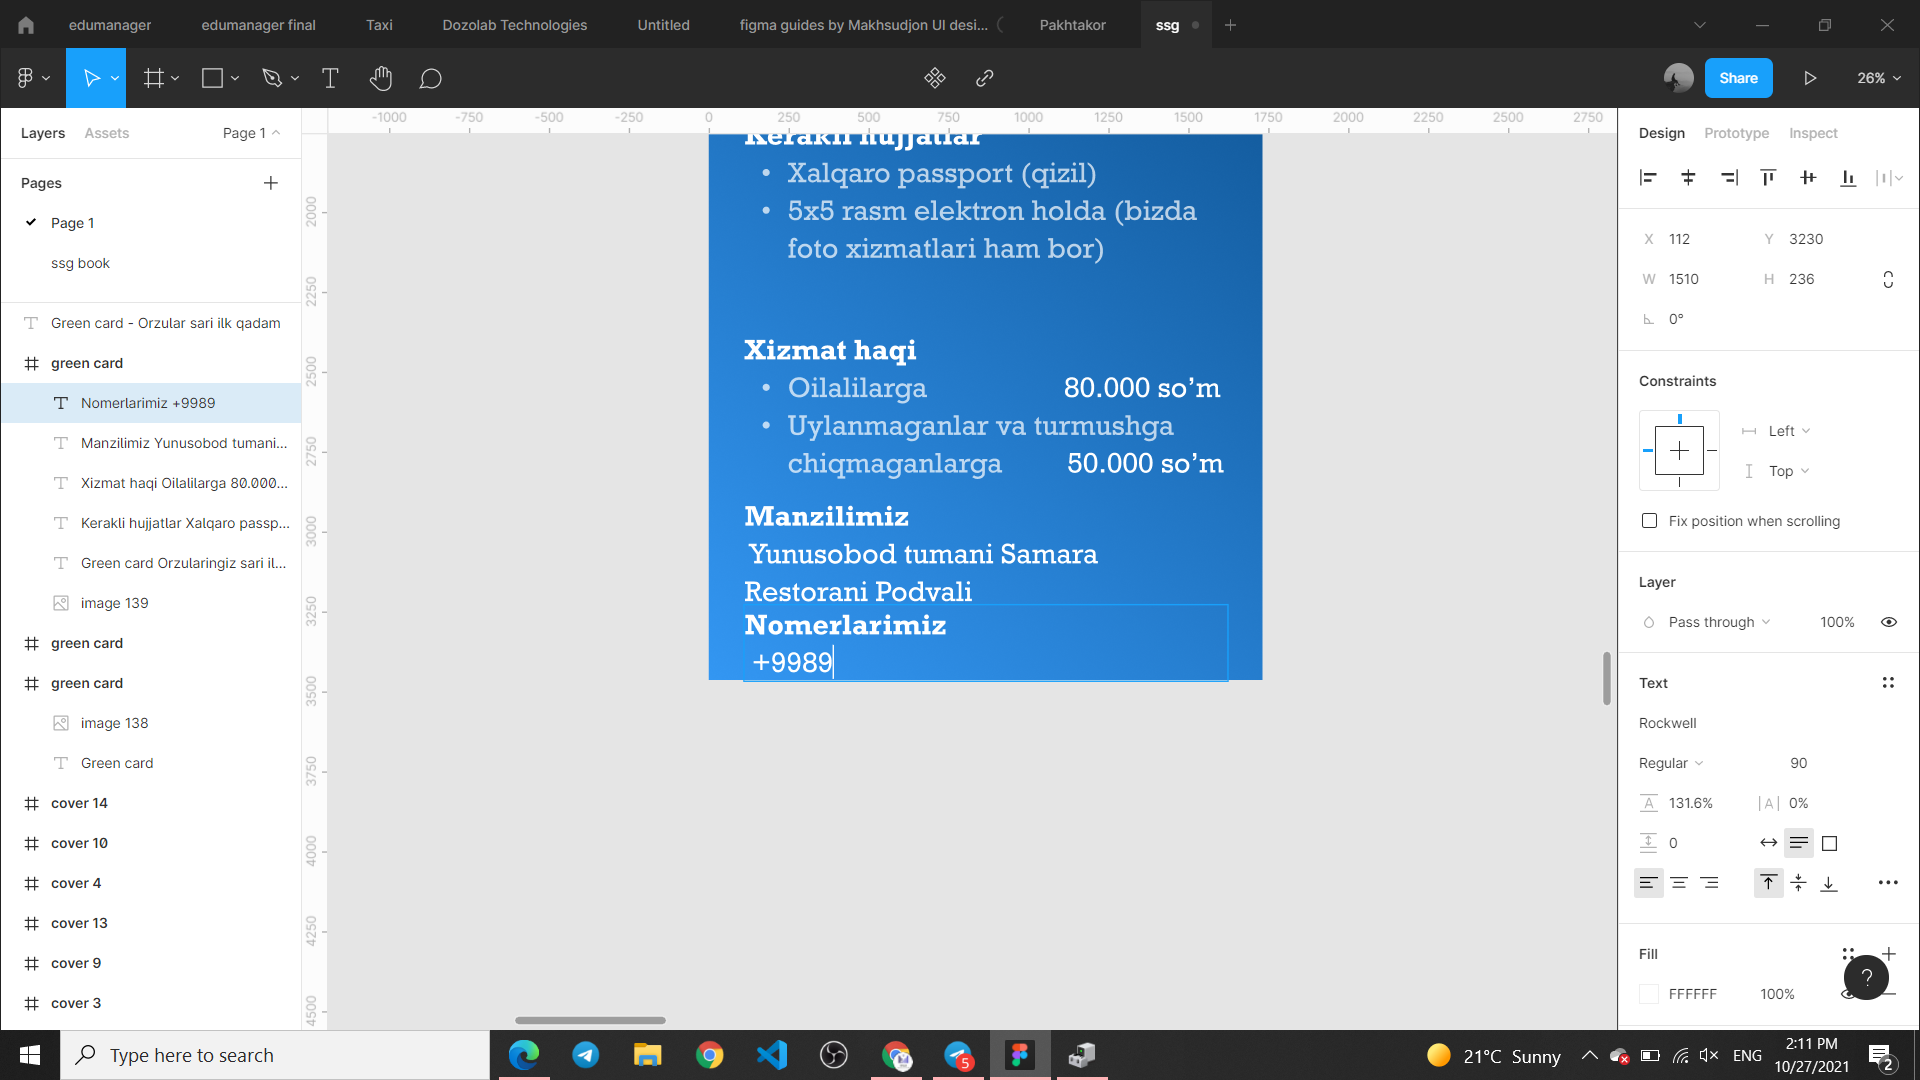 edumanager
edumanager final
Taxi
Dozolab Technologies
Untitled
figma guides by Makhsudjon UI desi...
Pakhtakor
ssg
Share
26%
Layers
Assets
Page 1
Pages
Page 1
ssg book
Green card - Orzular sari ilk qadam
green card
Nomerlarimiz +9989
Manzilimiz Yunusobod tumani...
Xizmat haqi Oilalilarga 80.000...
Kerakli hujjatlar Xalqaro passp...
Green card Orzularingiz sari il...
image 139
green card
green card
image 138
Green card
cover 14
cover 10
cover 4
cover 13
cover 9
cover 3
-1000 -750 -500 -250 0 250 500 750 1000 1250 1500 1750 2000 2250 2500 2750
2000
2250
2500
2750
3000
3250
3500
3750
4000
4250
4500
Kerakli hujjatlar
• Xalqaro passport (qizil)
• 5x5 rasm elektron holda (bizda
foto xizmatlari ham bor)
Xizmat haqi
• Oilalilarga 80.000 so’m
• Uylanmaganlar va turmushga
chiqmaganlarga 50.000 so’m
Manzilimiz
Yunusobod tumani Samara
Restorani Podvali
Nomerlarimiz
+9989
Design
Prototype
Inspect
X 112
Y 3230
W 1510
H 236
0°
Constraints
Left
Top
Fix position when scrolling
Layer
Pass through
100%
Text
Rockwell
Regular
90
A 131.6%
|A| 0%
0
Fill
FFFFFF
100%
?
Type here to search
5
21°C Sunny
ENG
2:11 PM
10/27/2021
2